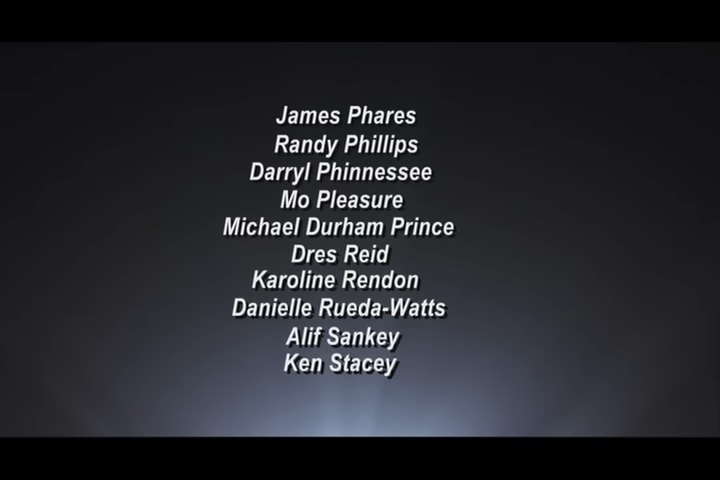 James Phares
Randy Phillips
Darryl Phinnessee
Mo Pleasure
Michael Durham Prince
Dres Reid
Karoline Rendon
Danielle Rueda-Watts
Alif Sankey
Ken Stacey